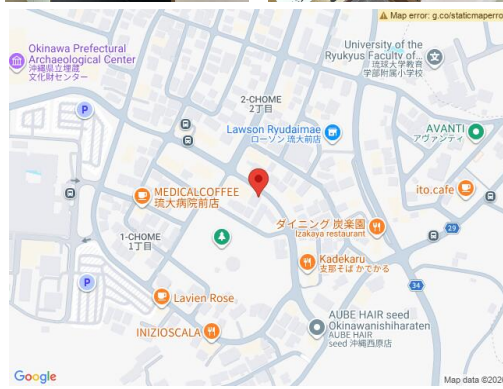 Map error: g.co/staticmaperro
Okinawa Prefectural
Archaeological Center
沖縄県立埋蔵
文化財センター
University of the
Ryukyus Faculty of...
琉球大学教育
学部附属小学校
2-CHOME
2丁目
Lawson Ryudaimae
ローソン 琉大前店
AVANTI
アヴァンティ
MEDICALCOFFEE
琉大病院前店
ito.cafe
ダイニング 炭楽園
Izakaya restaurant
29
1-CHOME
1丁目
Kadekaru
支那そば かでかる
34
Lavien Rose
INIZIOSCALA
AUBE HAIR seed
Okinawanishiharaten
AUBE HAIR
seed 沖縄西原店
Google
Map data ©2026